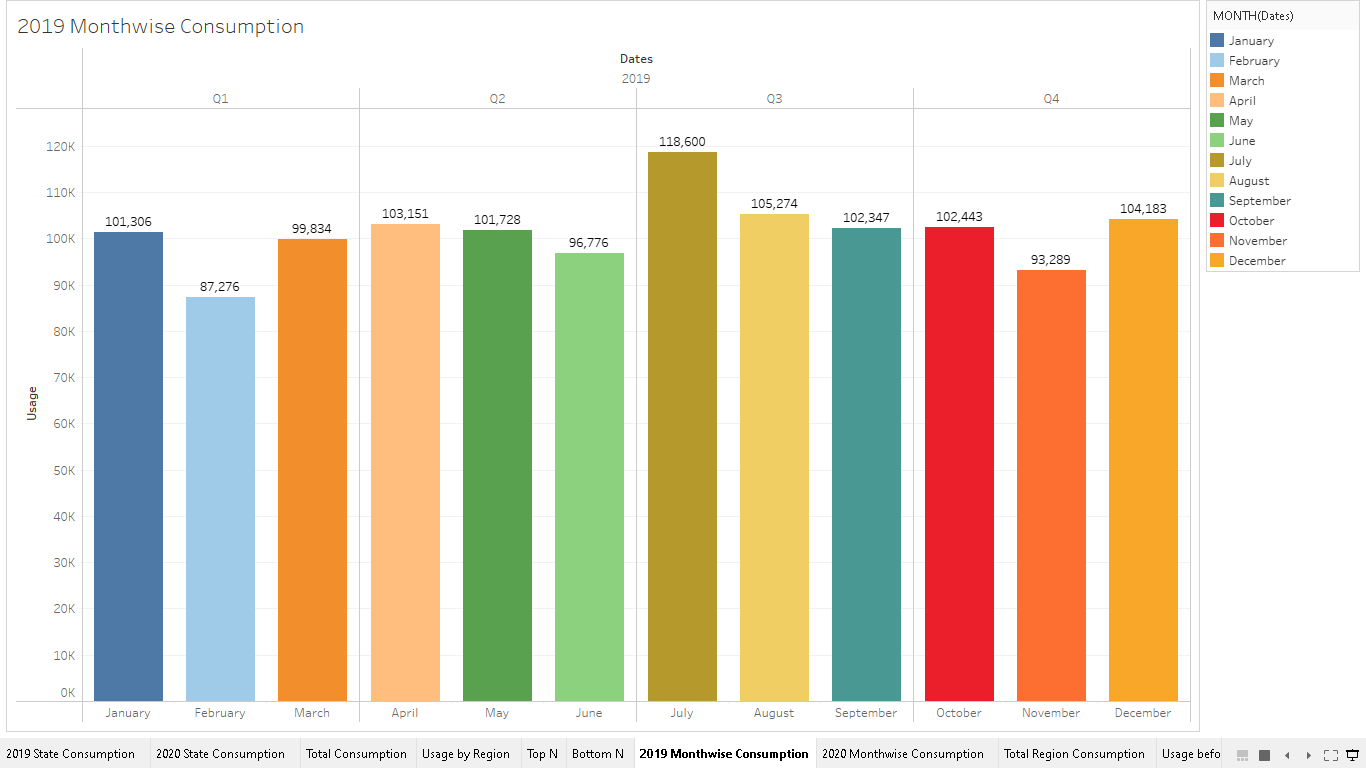 2019 Monthwise Consumption
Dates
2019
Q1 Q2 Q3 Q4
Usage
120K
110K
100K
90K
80K
70K
60K
50K
40K
30K
20K
10K
0K
101,306
87,276
99,834
103,151
101,728
96,776
118,600
105,274
102,347
102,443
93,289
104,183
January February March April May June July August September October November December
MONTH(Dates)
January
February
March
April
May
June
July
August
September
October
November
December
2019 State Consumption 2020 State Consumption Total Consumption Usage by Region Top N Bottom N 2019 Monthwise Consumption 2020 Monthwise Consumption Total Region Consumption Usage befo